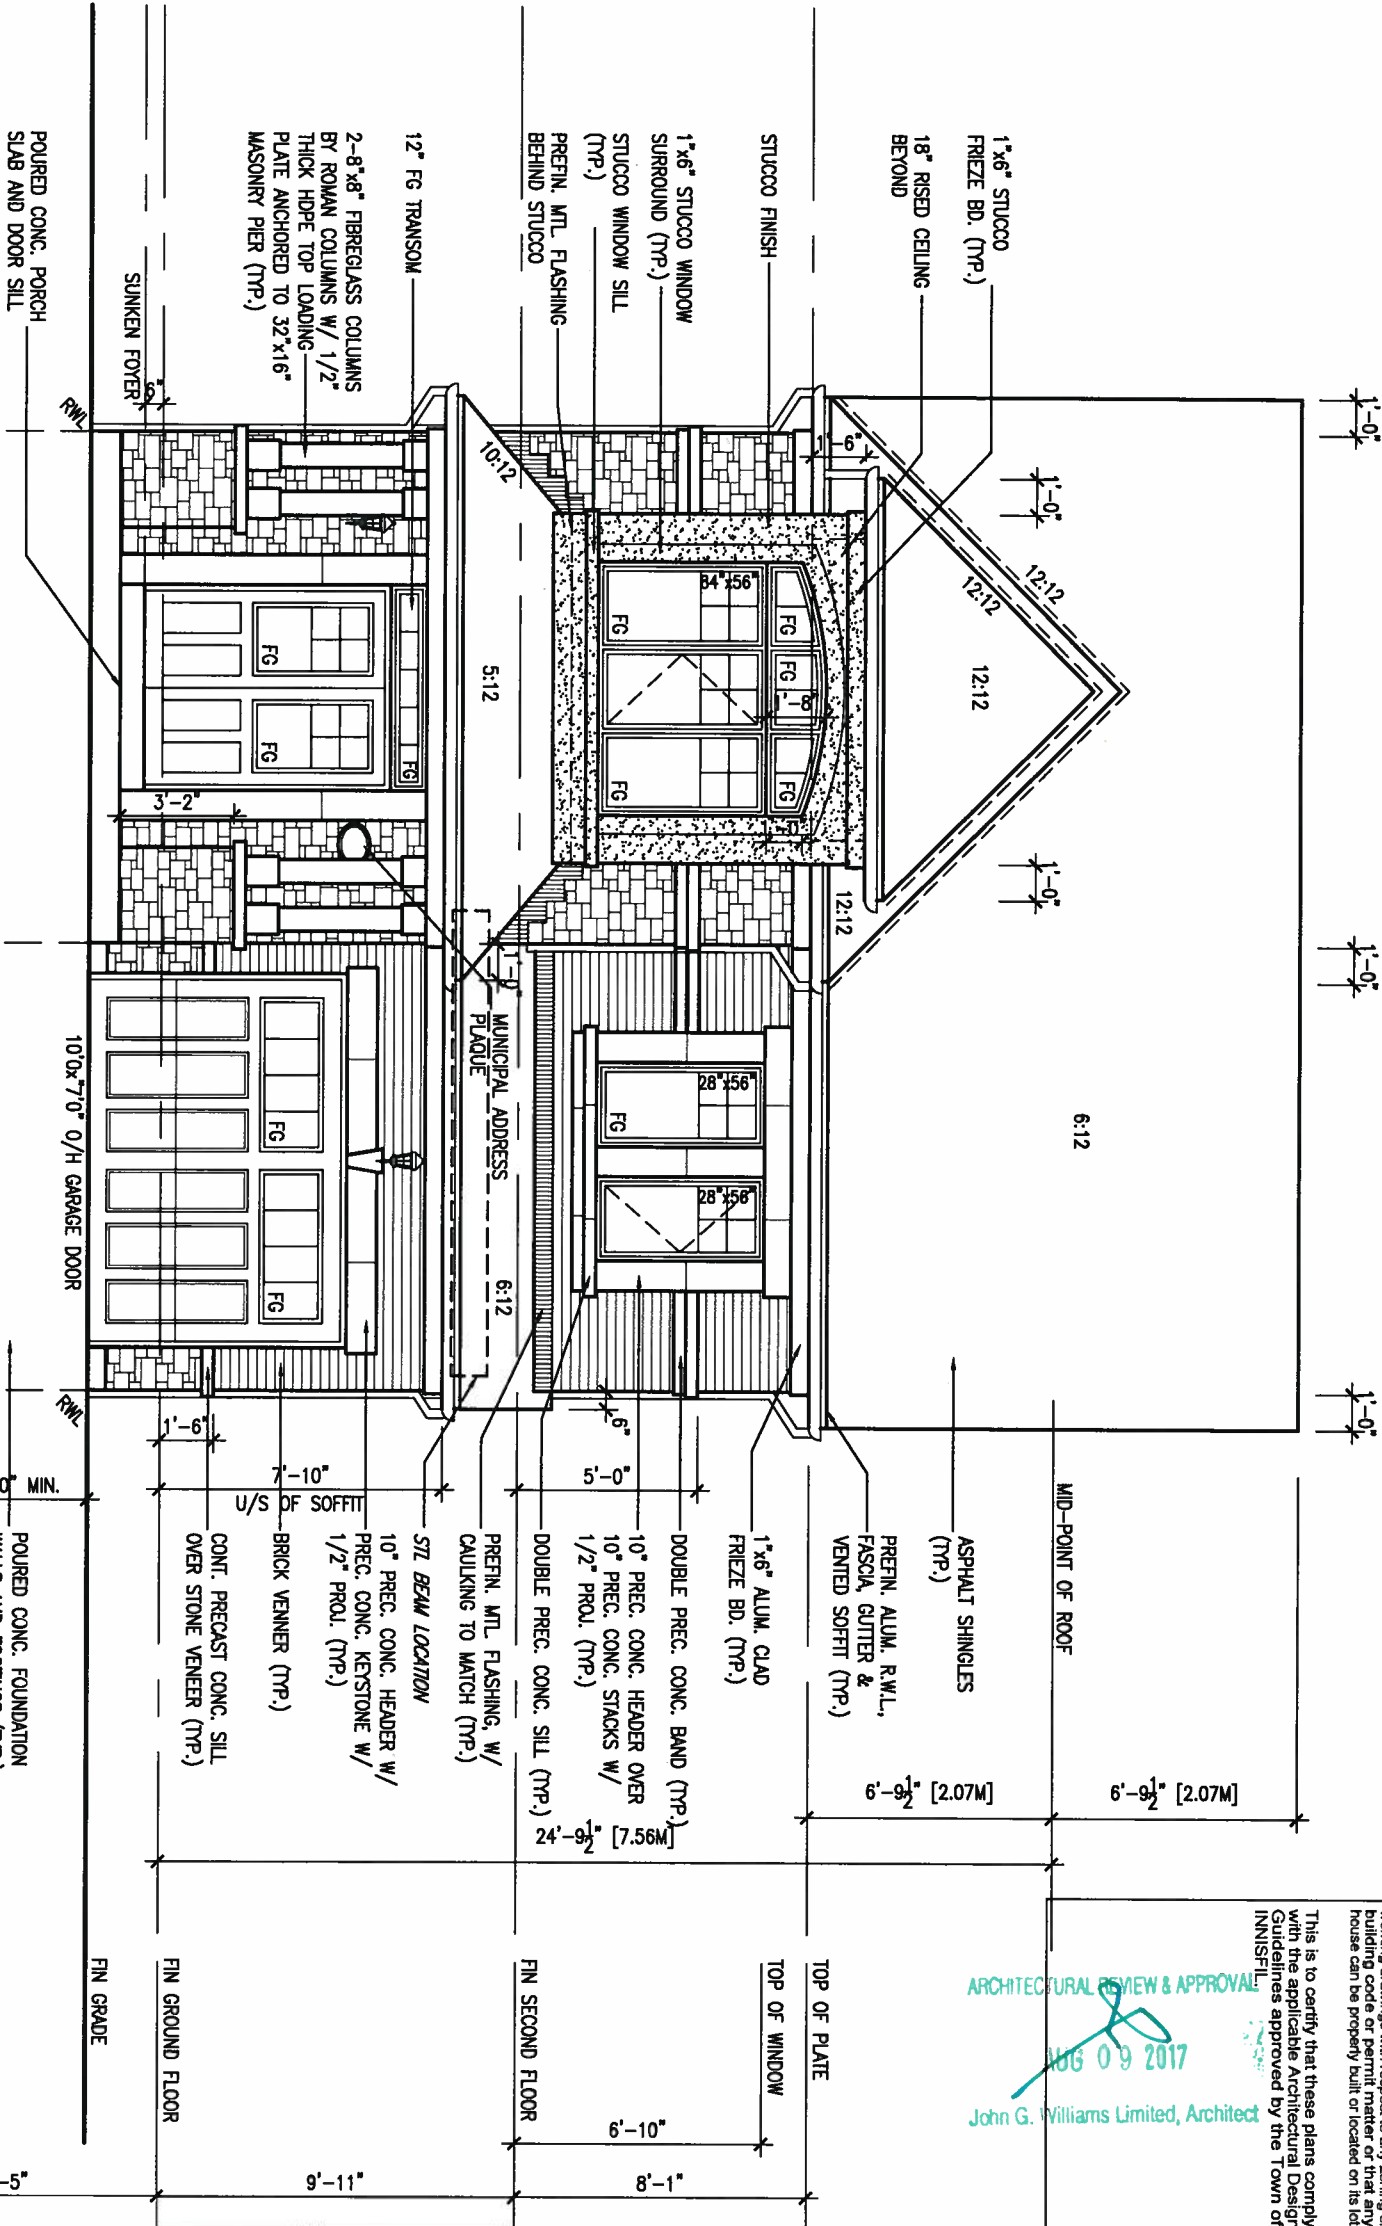 1'-0"
1'-0"
1'-0"
1'-0"
1'-0"
1"x6" STUCCO
FRIEZE BD. (TYP.)
18" RISED CEILING
BEYOND
STUCCO FINISH
1"x6" STUCCO WINDOW
SURROUND (TYP.)
STUCCO WINDOW SILL
(TYP.)
PREFIN. MTL. FLASHING
BEHIND STUCCO
12" FG TRANSOM
2-8"x8" FIBREGLASS COLUMNS
BY ROMAN COLUMNS W/ 1/2"
THICK HDPE TOP LOADING
PLATE ANCHORED TO 32"x16"
MASONRY PIER (TYP.)
SUNKEN FOYER
6"
POURED CONC. PORCH
SLAB AND DOOR SILL
RWL
12:12
12:12
12:12
12:12
6:12
1'-6"
10:12
5:12
6:12
FG
FG
FG
1'-8"
FG
FG
28"x56"
28"x56"
FG
1'-0"
MUNICIPAL ADDRESS
PLAQUE
FG
FG
FG
3'-2"
FG
FG
10'0x7'0" O/H GARAGE DOOR
RWL
6"
1'-6"
7'-10"
U/S OF SOFFIT
5'-0"
MID-POINT OF ROOF
ASPHALT SHINGLES
(TYP.)
PREFIN. ALUM. R.W.L.,
FASCIA, GUTTER &
VENTED SOFFIT (TYP.)
1"x6" ALUM. CLAD
FRIEZE BD. (TYP.)
DOUBLE PREC. CONC. BAND (TYP.)
10" PREC. CONC. HEADER OVER
10" PREC. CONC. STACKS W/
1/2" PROJ. (TYP.)
DOUBLE PREC. CONC. SILL (TYP.)
PREFIN. MTL. FLASHING, W/
CAULKING TO MATCH (TYP.)
STL BEAM LOCATION
10" PREC. CONC. HEADER W/
PREC. CONC. KEYSTONE W/
1/2" PROJ. (TYP.)
BRICK VENNER (TYP.)
CONT. PRECAST CONC. SILL
OVER STONE VENEER (TYP.)
MIN.
POURED CONC. FOUNDATION
6'-9½" [2.07M]
6'-9½" [2.07M]
24'-9½" [7.56M]
TOP OF PLATE
TOP OF WINDOW
FIN SECOND FLOOR
FIN GROUND FLOOR
FIN GRADE
6'-10"
8'-1"
9'-11"
-5"
building code or permit matter or that any
house can be properly built or located on its lot
This is to certify that these plans comply
with the applicable Architectural Design
Guidelines approved by the Town of
INNISFIL.
ARCHITECTURAL REVIEW & APPROVAL
AUG 09 2017
John G. Williams Limited, Architect